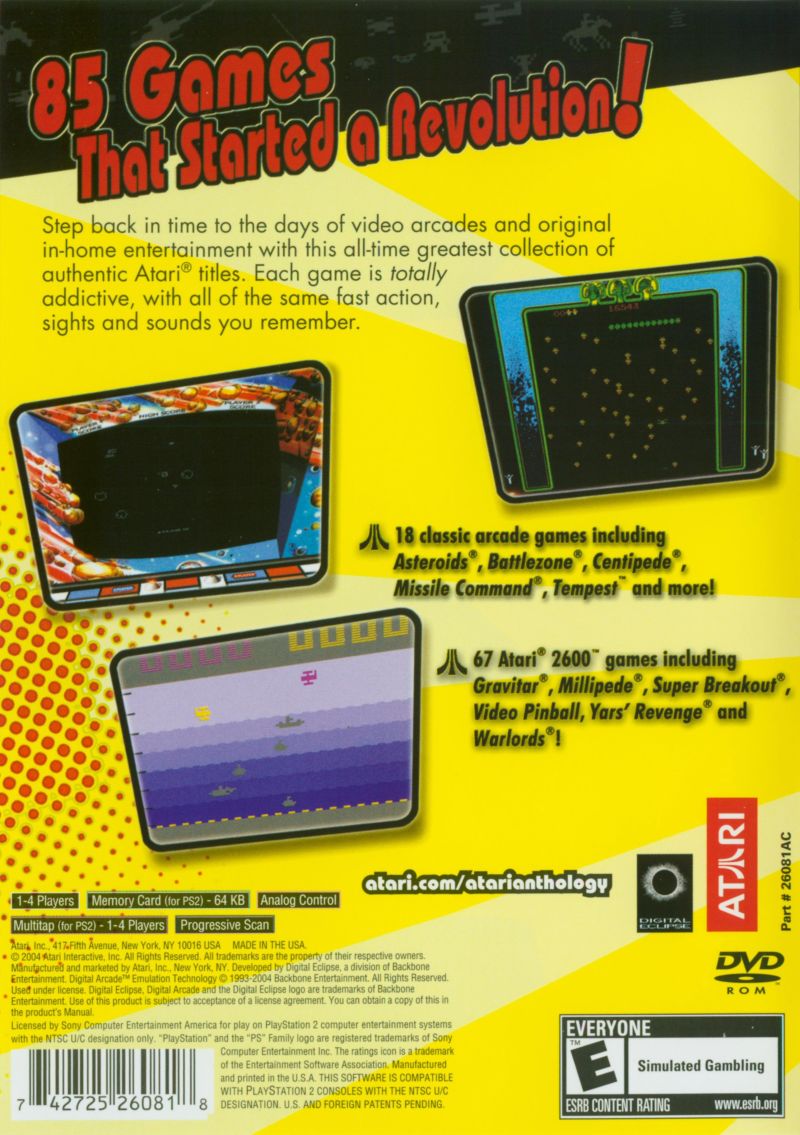 85 Games
That Started a Revolution!
Step back in time to the days of video arcades and original
in-home entertainment with this all-time greatest collection of
authentic Atari® titles. Each game is totally
addictive, with all of the same fast action,
sights and sounds you remember.
16543
PLAYER 1 SCORE
HIGH SCORE
PLAYER 2 SCORE
18 classic arcade games including
Asteroids®, Battlezone®, Centipede®,
Missile Command®, Tempest™ and more!
0000 0000
67 Atari® 2600™ games including
Gravitar®, Millipede®, Super Breakout®,
Video Pinball, Yars' Revenge® and
Warlords®!
atari.com/atarianthology
DIGITAL
ECLIPSE
ATARI
Part # 26081AC
1-4 Players
Memory Card (for PS2) - 64 KB
Analog Control
Multitap (for PS2) - 1-4 Players
Progressive Scan
Atari, Inc., 417 Fifth Avenue, New York, NY 10016 USA MADE IN THE USA.
© 2004 Atari Interactive, Inc. All Rights Reserved. All trademarks are the property of their respective owners.
Manufactured and marketed by Atari, Inc., New York, NY. Developed by Digital Eclipse, a division of Backbone
Entertainment. Digital Arcade™ Emulation Technology © 1993-2004 Backbone Entertainment. All Rights Reserved.
Used under license. Digital Eclipse, Digital Arcade and the Digital Eclipse logo are trademarks of Backbone
Entertainment. Use of this product is subject to acceptance of a license agreement. You can obtain a copy of this in
the product's Manual.
Licensed by Sony Computer Entertainment America for play on PlayStation 2 computer entertainment systems
with the NTSC U/C designation only. "PlayStation" and the "PS" Family logo are registered trademarks of Sony
Computer Entertainment Inc. The ratings icon is a trademark
of the Entertainment Software Association. Manufactured
and printed in the U.S.A. THIS SOFTWARE IS COMPATIBLE
WITH PLAYSTATION 2 CONSOLES WITH THE NTSC U/C
DESIGNATION. U.S. AND FOREIGN PATENTS PENDING.
7 42725 26081 8
DVD
ROM
EVERYONE
E™
Simulated Gambling
ESRB CONTENT RATING www.esrb.org